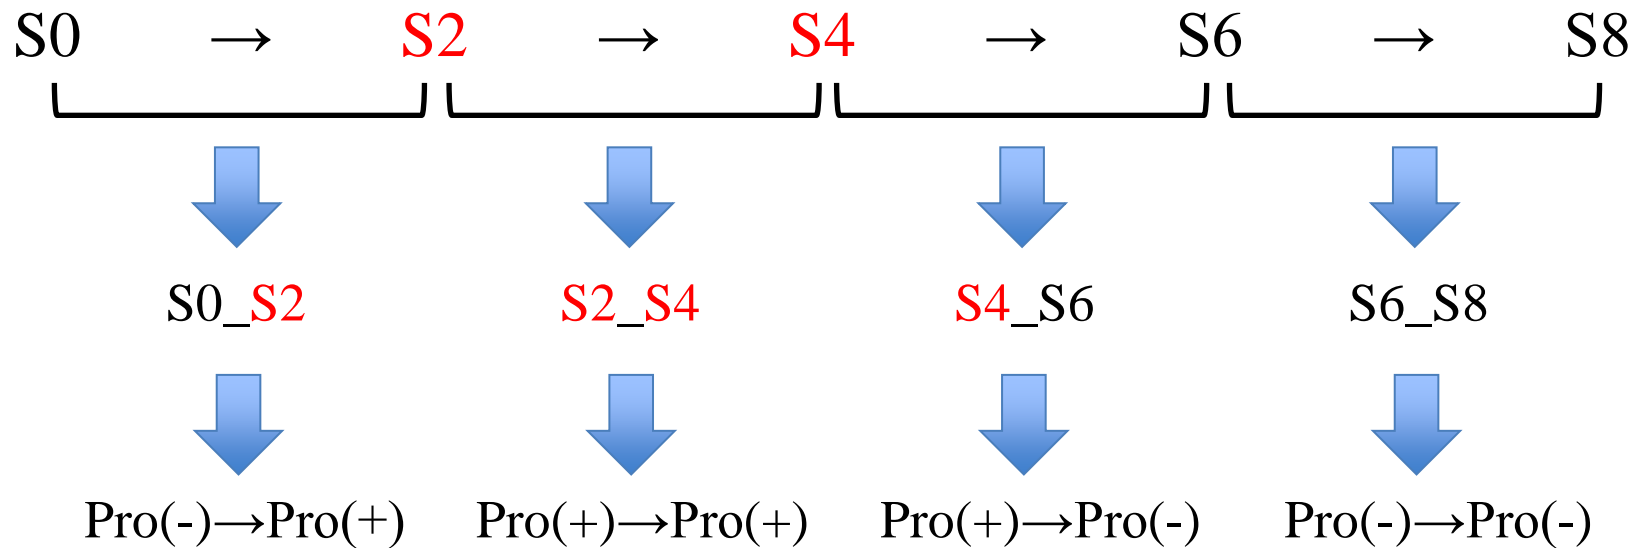 S0 → S2 → S4 → S6 → S8
S0_S2 S2_S4 S4_S6 S6_S8
Pro(-)→Pro(+) Pro(+)→Pro(+) Pro(+)→Pro(-) Pro(-)→Pro(-)